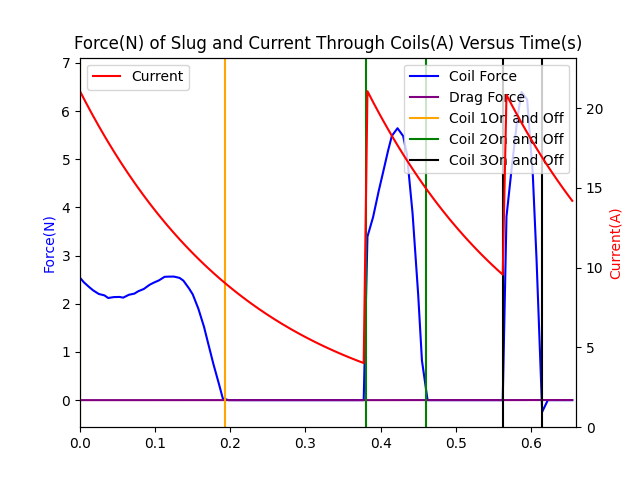 Force(N) of Slug and Current Through Coils(A) Versus Time(s)
Current
Coil Force
Drag Force
Coil 1On and Off
Coil 2On and Off
Coil 3On and Off
Force(N)
Current(A)
7
6
5
4
3
2
1
0
20
15
10
5
0
0.0 0.1 0.2 0.3 0.4 0.5 0.6